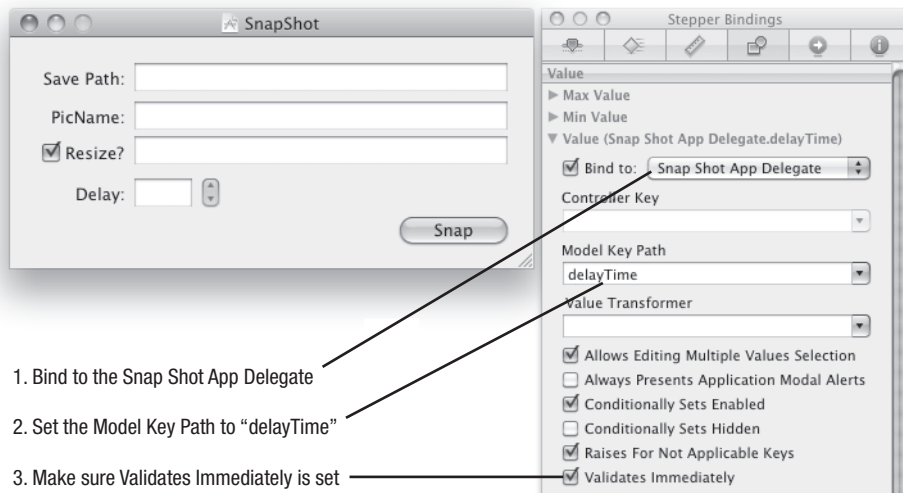 SnapShot
Save Path:
PicName:
Resize?
Delay:
Snap
Stepper Bindings
Value
Max Value
Min Value
Value (Snap Shot App Delegate.delayTime)
Bind to: Snap Shot App Delegate
Controller Key
Model Key Path
delayTime
Value Transformer
Allows Editing Multiple Values Selection
Always Presents Application Modal Alerts
Conditionally Sets Enabled
Conditionally Sets Hidden
Raises For Not Applicable Keys
Validates Immediately
1. Bind to the Snap Shot App Delegate
2. Set the Model Key Path to “delayTime”
3. Make sure Validates Immediately is set